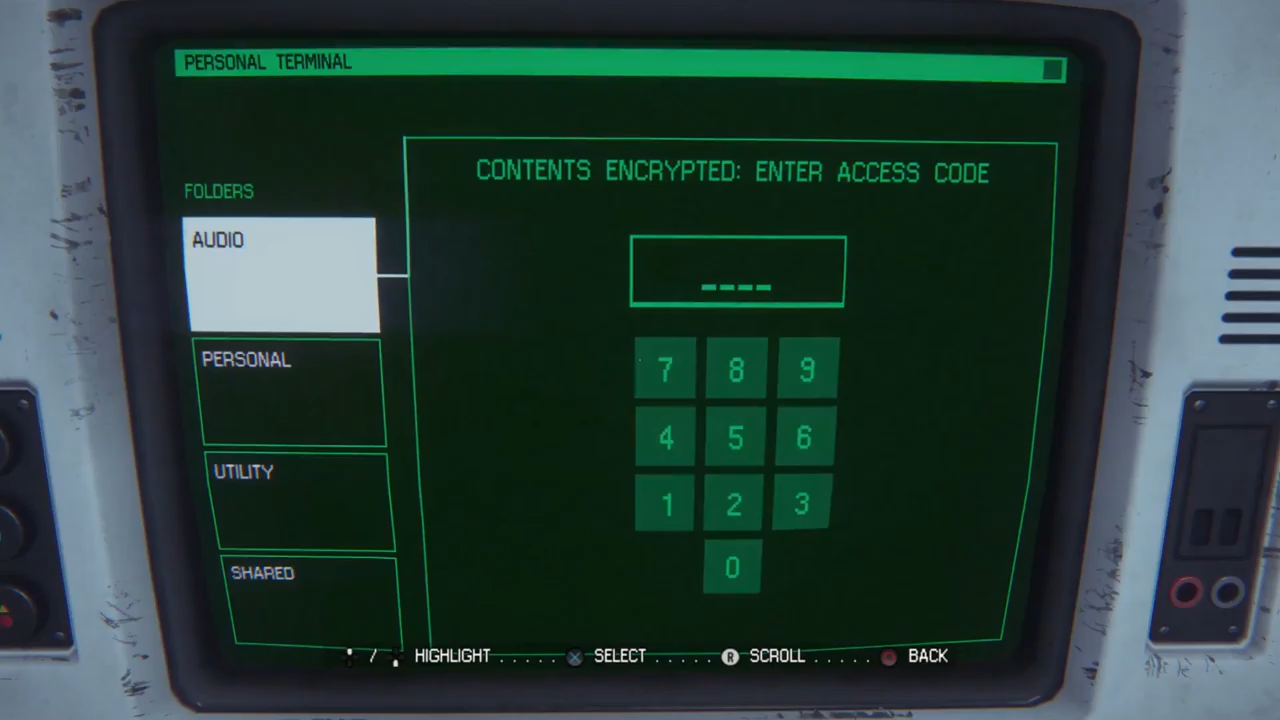 PERSONAL TERMINAL
FOLDERS
AUDIO
PERSONAL
UTILITY
SHARED
CONTENTS ENCRYPTED: ENTER ACCESS CODE
____
7 8 9
4 5 6
1 2 3
0
/ HIGHLIGHT ..... SELECT ..... R SCROLL ..... BACK